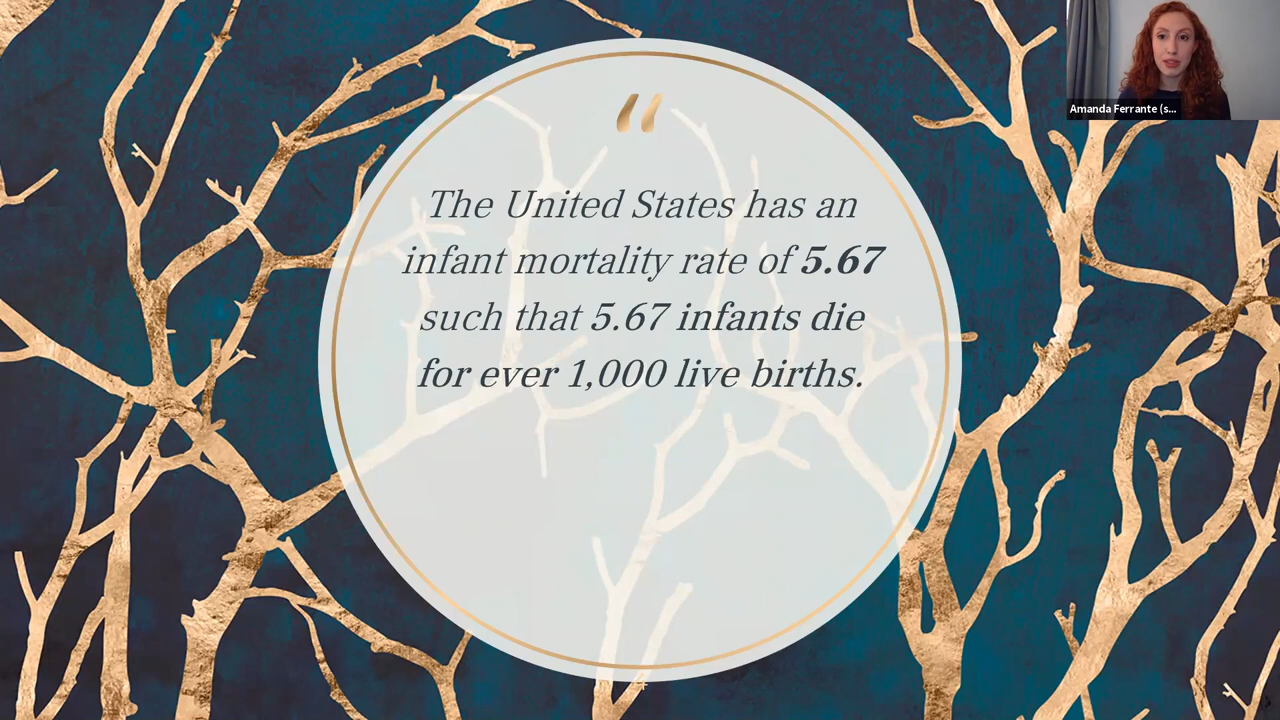 “
The United States has an
infant mortality rate of 5.67
such that 5.67 infants die
for ever 1,000 live births.
Amanda Ferrante (s...